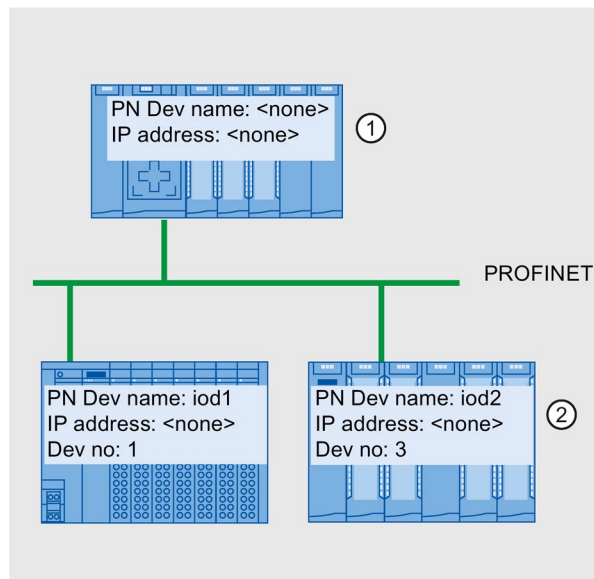 PN Dev name: <none>
IP address: <none>
1
PROFINET
PN Dev name: iod1
IP address: <none>
Dev no: 1
PN Dev name: iod2
IP address: <none>
Dev no: 3
2